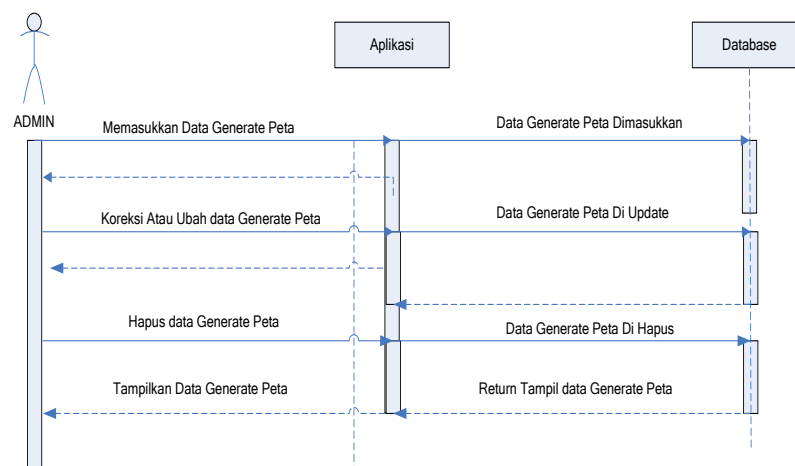 Aplikasi
Database
ADMIN
Memasukkan Data Generate Peta
Data Generate Peta Dimasukkan
Koreksi Atau Ubah data Generate Peta
Data Generate Peta Di Update
Hapus data Generate Peta
Data Generate Peta Di Hapus
Tampilkan Data Generate Peta
Return Tampil data Generate Peta